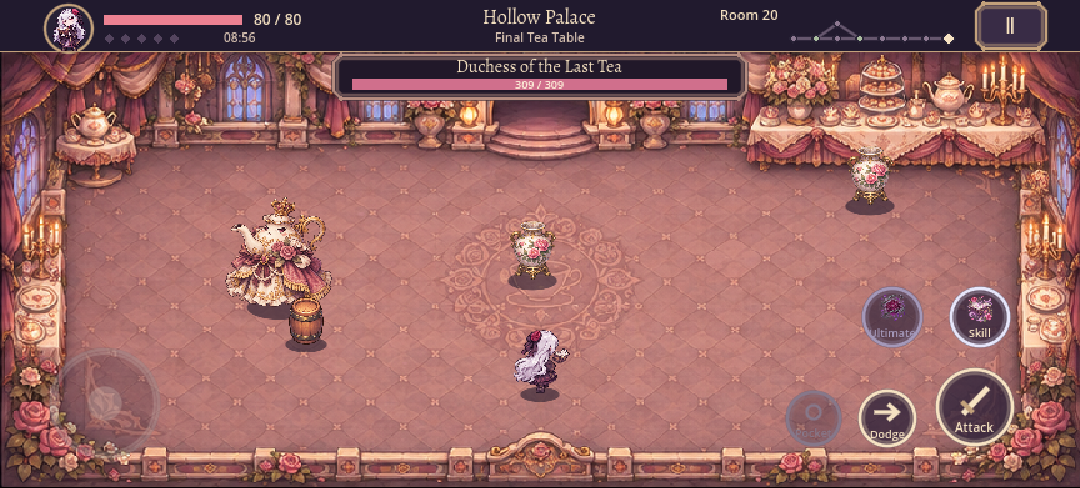 80 / 80
08:56
Hollow Palace
Final Tea Table
Room 20
Duchess of the Last Tea
309 / 309
Ultimate
Skill
Pocket
Dodge
Attack